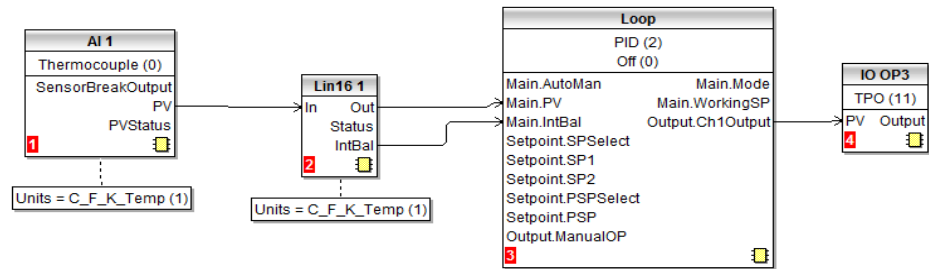 AI 1
Thermocouple (0)
SensorBreakOutput
PV
PVStatus
1
Units = C_F_K_Temp (1)
Lin16 1
In Out
Status
IntBal
2
Units = C_F_K_Temp (1)
Loop
PID (2)
Off (0)
Main.AutoMan Main.Mode
Main.PV Main.WorkingSP
Main.IntBal Output.Ch1Output
Setpoint.SPSelect
Setpoint.SP1
Setpoint.SP2
Setpoint.PSPSelect
Setpoint.PSP
Output.ManualOP
3
IO OP3
TPO (11)
PV Output
4